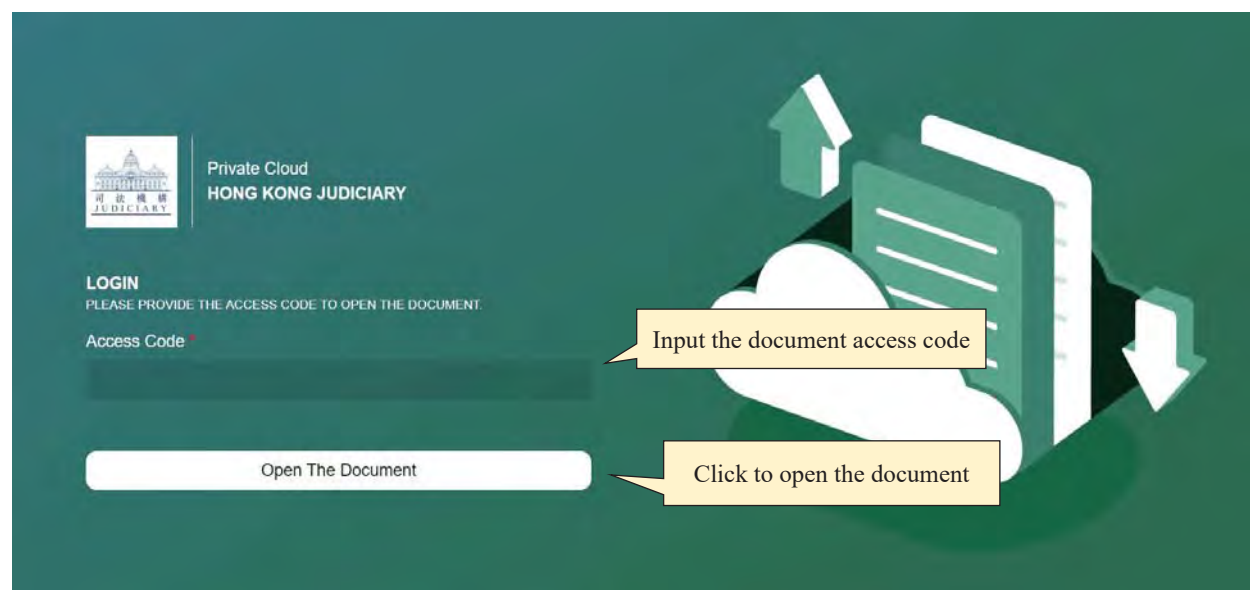 司法機構
JUDICIARY
Private Cloud
HONG KONG JUDICIARY
LOGIN
PLEASE PROVIDE THE ACCESS CODE TO OPEN THE DOCUMENT.
Access Code *
Input the document access code
Open The Document
Click to open the document